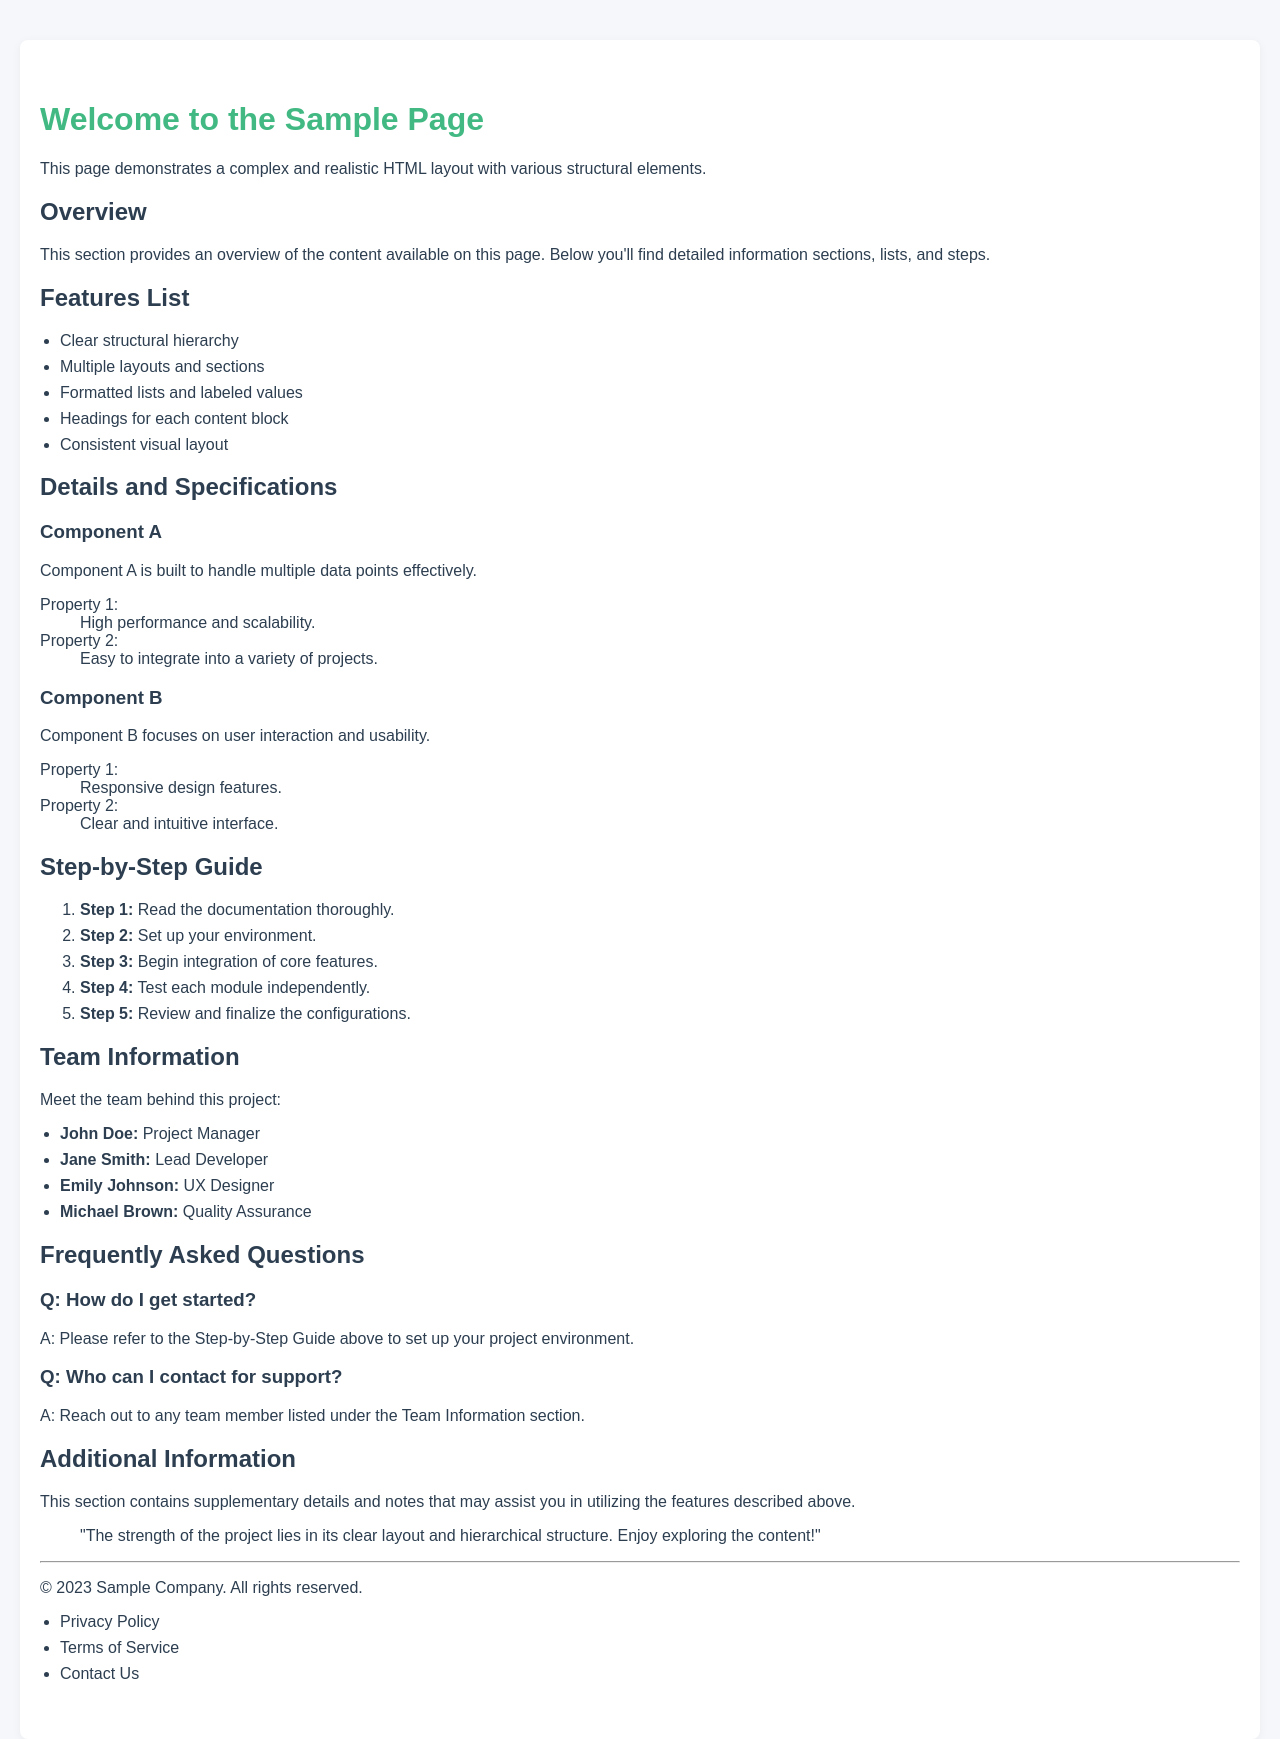 Welcome to the Sample Page
This page demonstrates a complex and realistic HTML layout with various structural elements.
Overview
This section provides an overview of the content available on this page. Below you'll find detailed information sections, lists, and steps.
Features List
• Clear structural hierarchy
• Multiple layouts and sections
• Formatted lists and labeled values
• Headings for each content block
• Consistent visual layout
Details and Specifications
Component A
Component A is built to handle multiple data points effectively.
Property 1:
High performance and scalability.
Property 2:
Easy to integrate into a variety of projects.
Component B
Component B focuses on user interaction and usability.
Property 1:
Responsive design features.
Property 2:
Clear and intuitive interface.
Step-by-Step Guide
1. Step 1: Read the documentation thoroughly.
2. Step 2: Set up your environment.
3. Step 3: Begin integration of core features.
4. Step 4: Test each module independently.
5. Step 5: Review and finalize the configurations.
Team Information
Meet the team behind this project:
• John Doe: Project Manager
• Jane Smith: Lead Developer
• Emily Johnson: UX Designer
• Michael Brown: Quality Assurance
Frequently Asked Questions
Q: How do I get started?
A: Please refer to the Step-by-Step Guide above to set up your project environment.
Q: Who can I contact for support?
A: Reach out to any team member listed under the Team Information section.
Additional Information
This section contains supplementary details and notes that may assist you in utilizing the features described above.
"The strength of the project lies in its clear layout and hierarchical structure. Enjoy exploring the content!"
© 2023 Sample Company. All rights reserved.
• Privacy Policy
• Terms of Service
• Contact Us